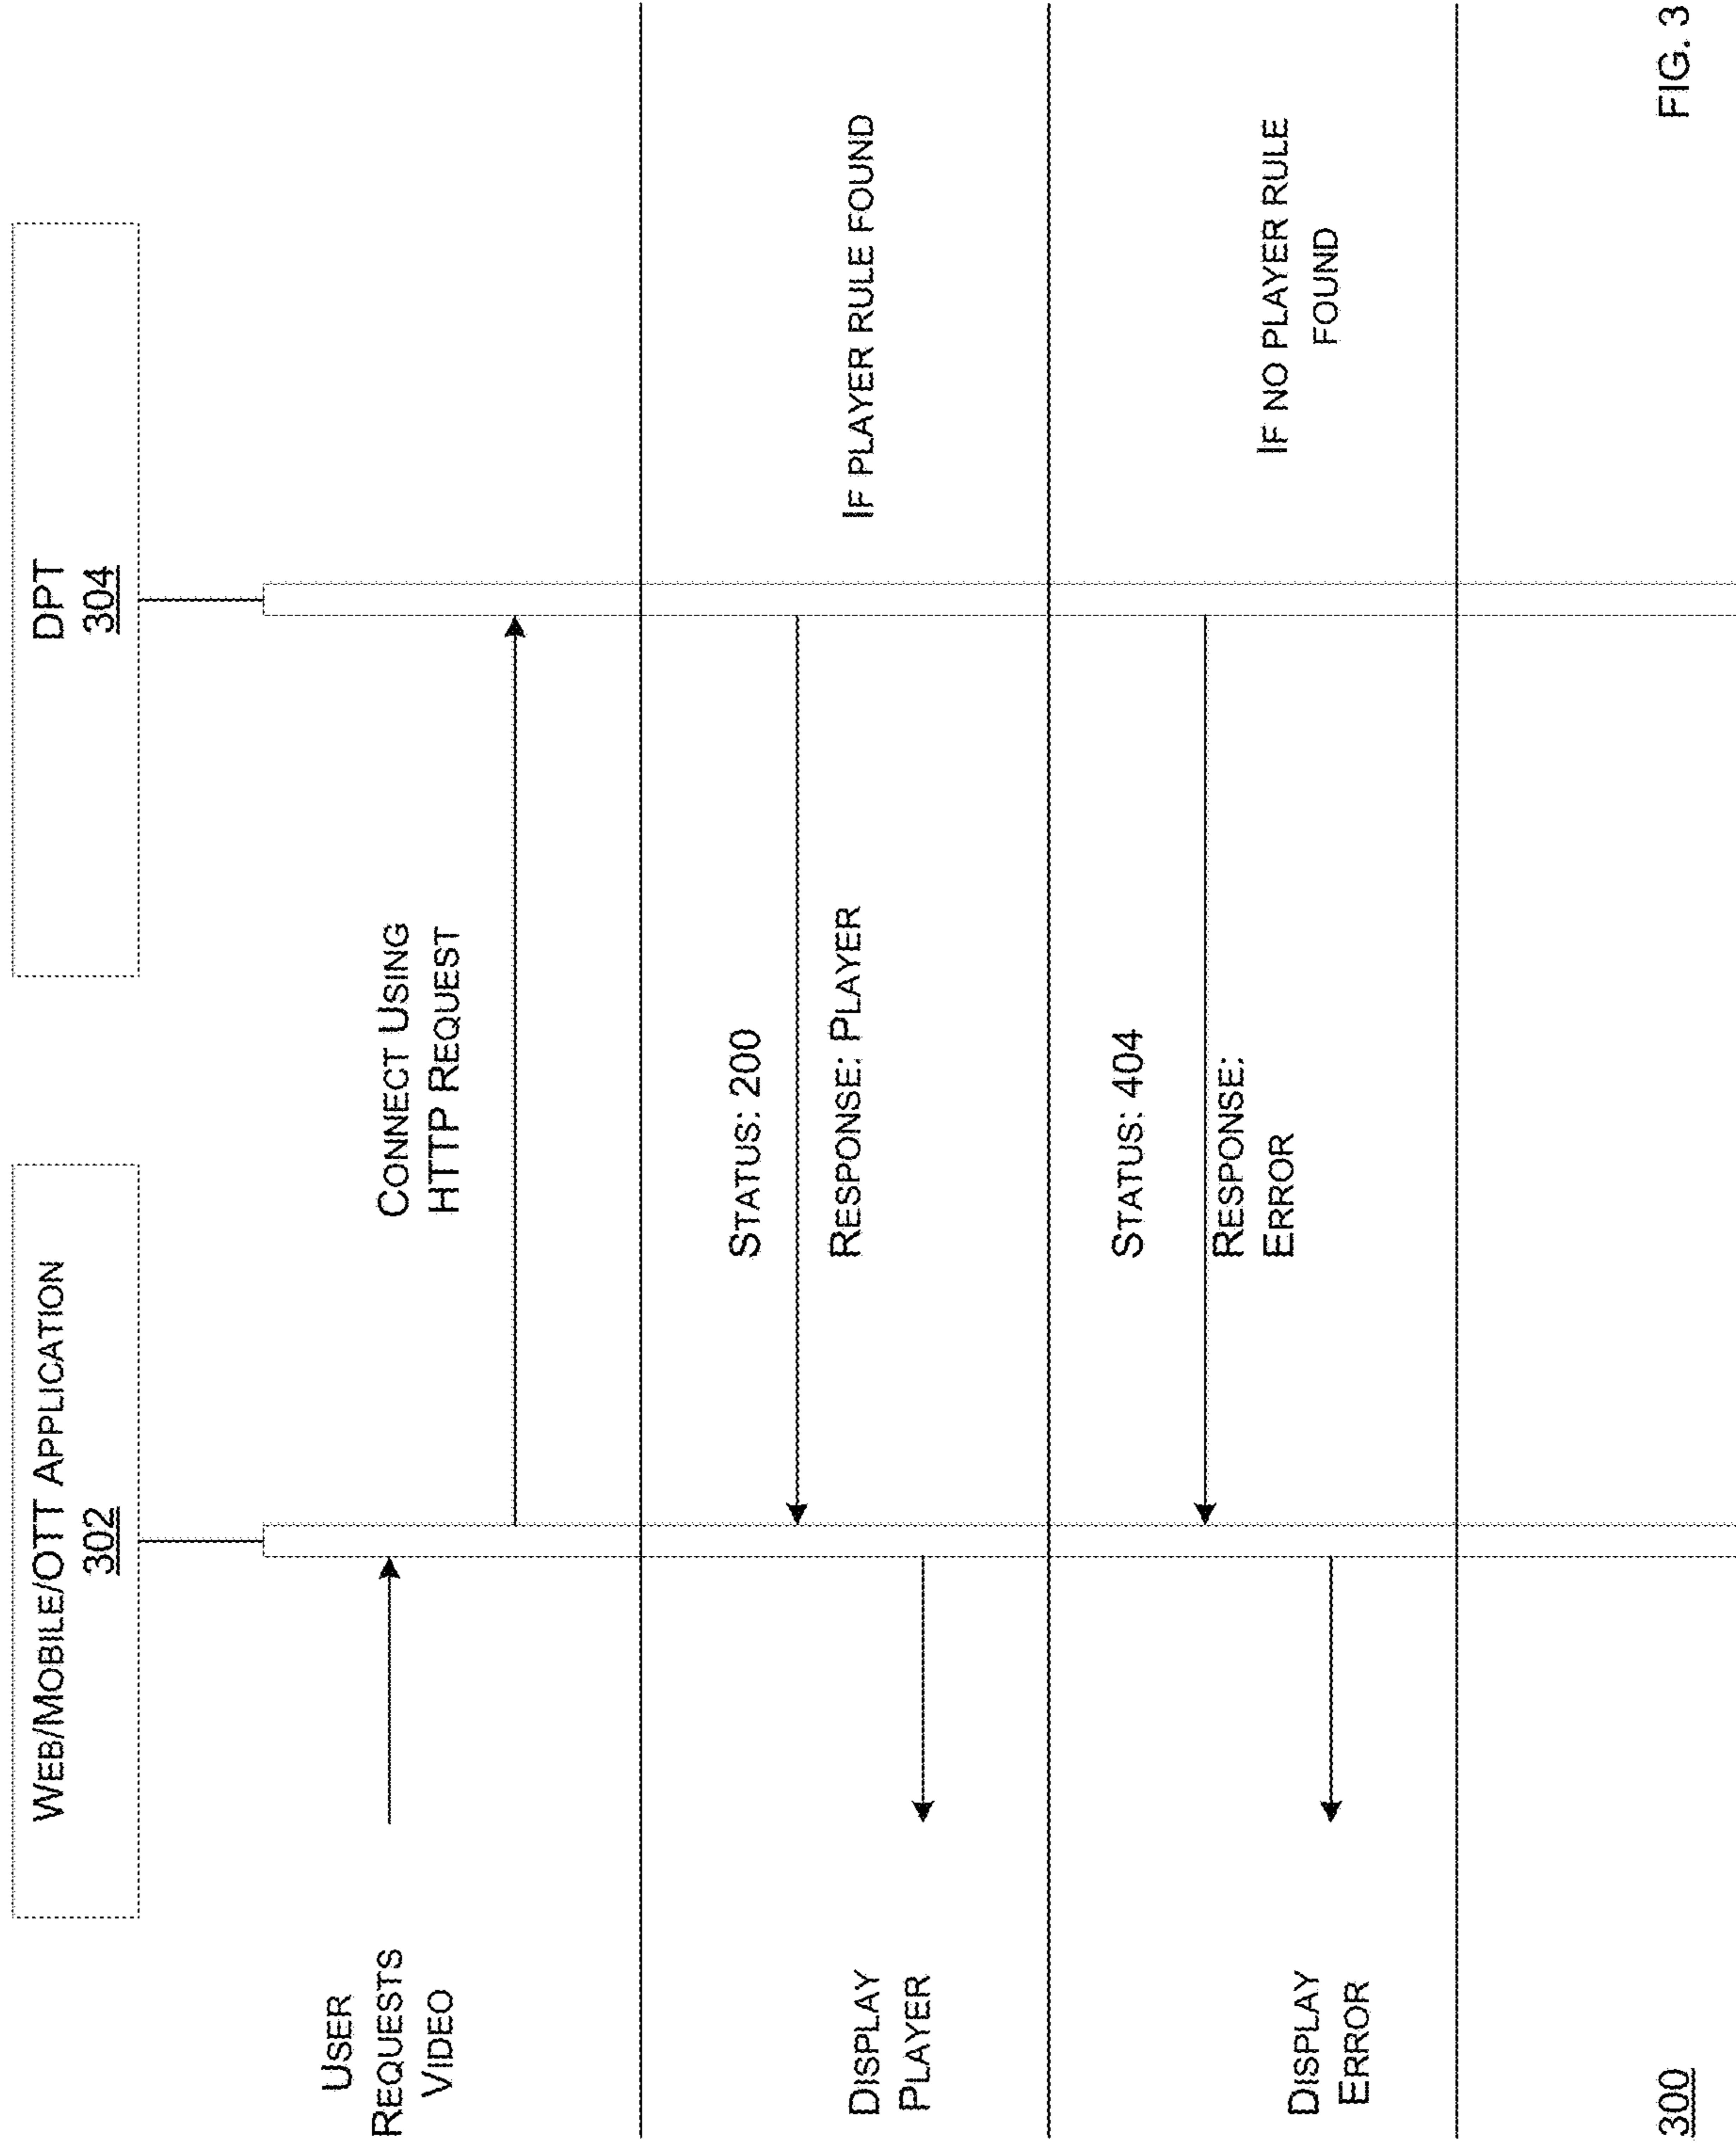 WEB/MOBILE/OTT APPLICATION
302
DPT
304
USER
REQUESTS
VIDEO
CONNECT USING
HTTP REQUEST
STATUS: 200
RESPONSE: PLAYER
IF PLAYER RULE FOUND
DISPLAY
PLAYER
STATUS: 404
RESPONSE:
ERROR
IF NO PLAYER RULE
FOUND
DISPLAY
ERROR
300
FIG. 3